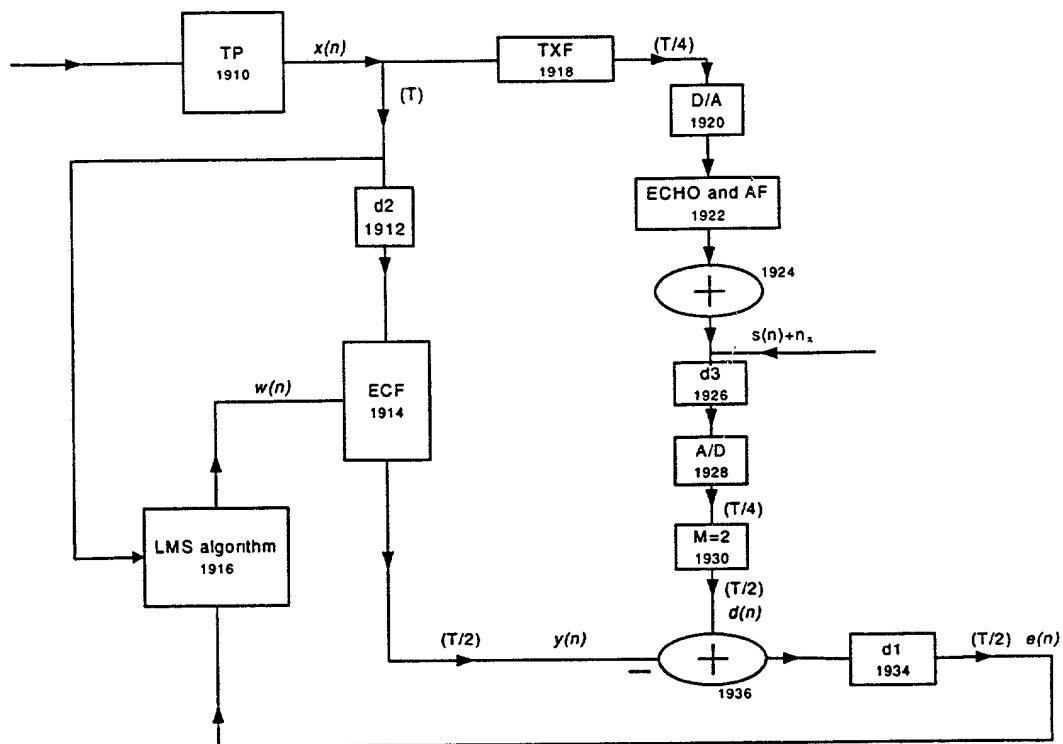 TP
1910
x(n)
TXF
1918
(T/4)
(T)
D/A
1920
d2
1912
ECHO and AF
1922
1924
s(n)+nₓ
d3
1926
w(n)
ECF
1914
A/D
1928
(T/4)
LMS algorithm
1916
M=2
1930
(T/2)
d(n)
(T/2)
y(n)
1936
d1
1934
(T/2)
e(n)